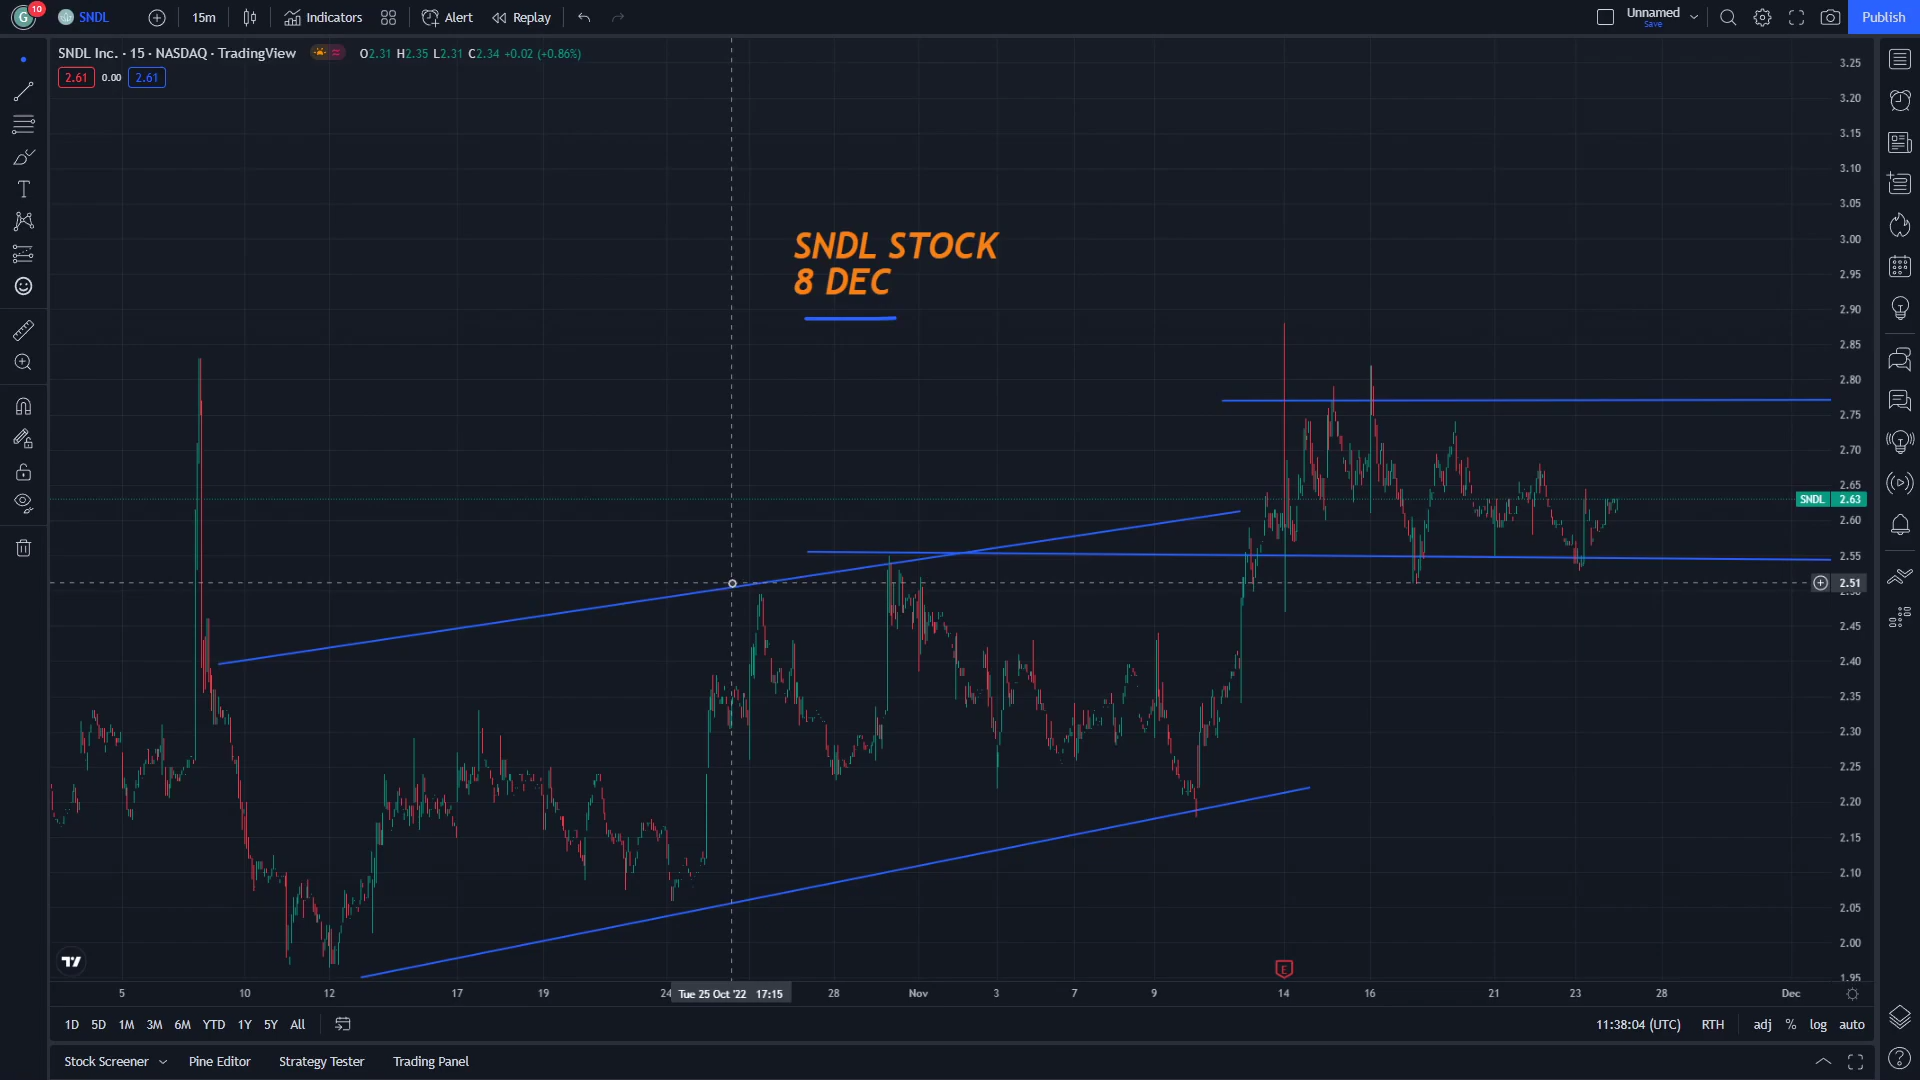 G 10 SNDL 15m Indicators Alert Replay Unnamed Save Publish
SNDL Inc. · 15 · NASDAQ · TradingView O2.31 H2.35 L2.31 C2.34 +0.02 (+0.86%)
2.61 0.00 2.61
SNDL STOCK
8 DEC
3.25
3.20
3.15
3.10
3.05
3.00
2.95
2.90
2.85
2.80
2.75
2.70
2.65
SNDL 2.63
2.60
2.55
2.51
2.45
2.40
2.35
2.30
2.25
2.20
2.15
2.10
2.05
2.00
1.95
E
5 10 12 17 19 24 Tue 25 Oct '22 17:15 28 Nov 3 7 9 14 16 21 23 28 Dec
1D 5D 1M 3M 6M YTD 1Y 5Y All 11:38:04 (UTC) RTH adj % log auto
Stock Screener Pine Editor Strategy Tester Trading Panel